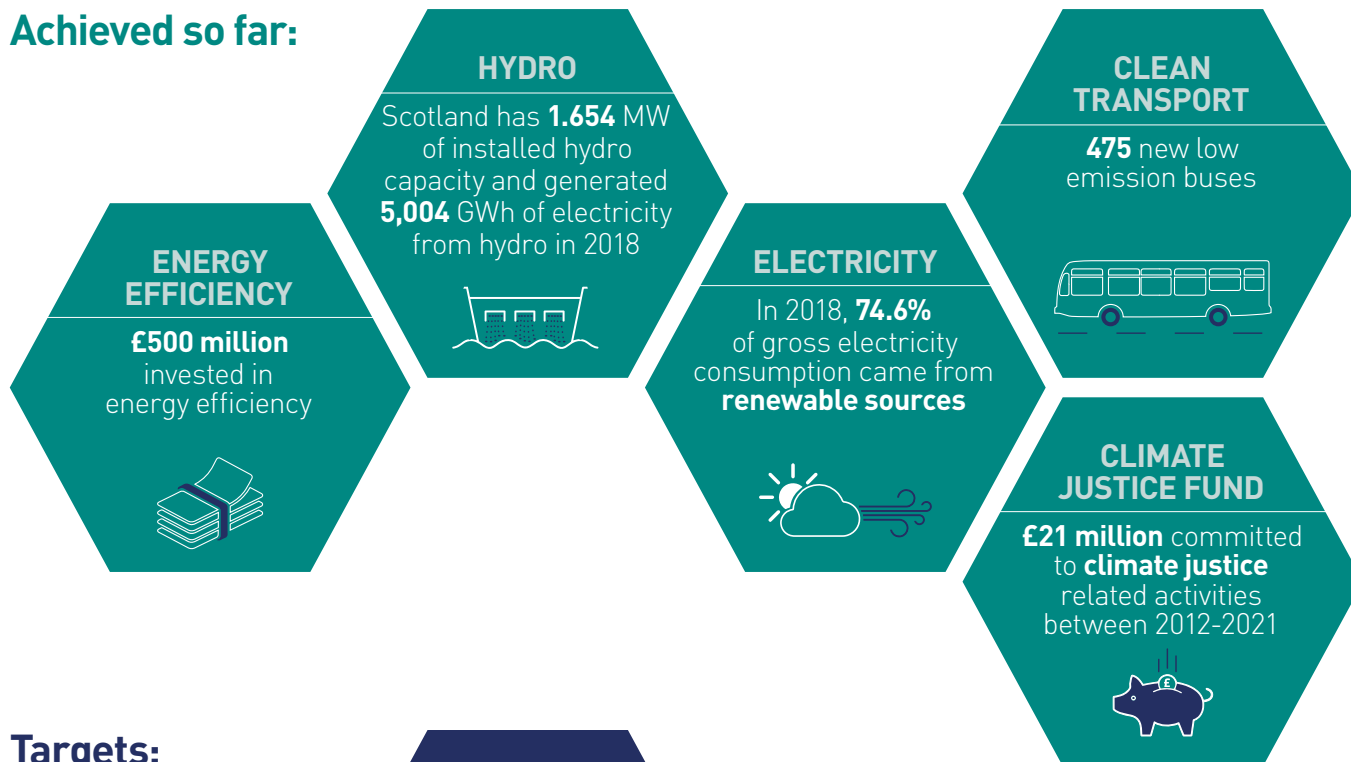 Achieved so far:
HYDRO
Scotland has 1.654 MW
of installed hydro
capacity and generated
5,004 GWh of electricity
from hydro in 2018
CLEAN
TRANSPORT
475 new low
emission buses
ENERGY
EFFICIENCY
£500 million
invested in
energy efficiency
ELECTRICITY
In 2018, 74.6%
of gross electricity
consumption came from
renewable sources
CLIMATE
JUSTICE FUND
£21 million committed
to climate justice
related activities
between 2012-2021
£
Targets: